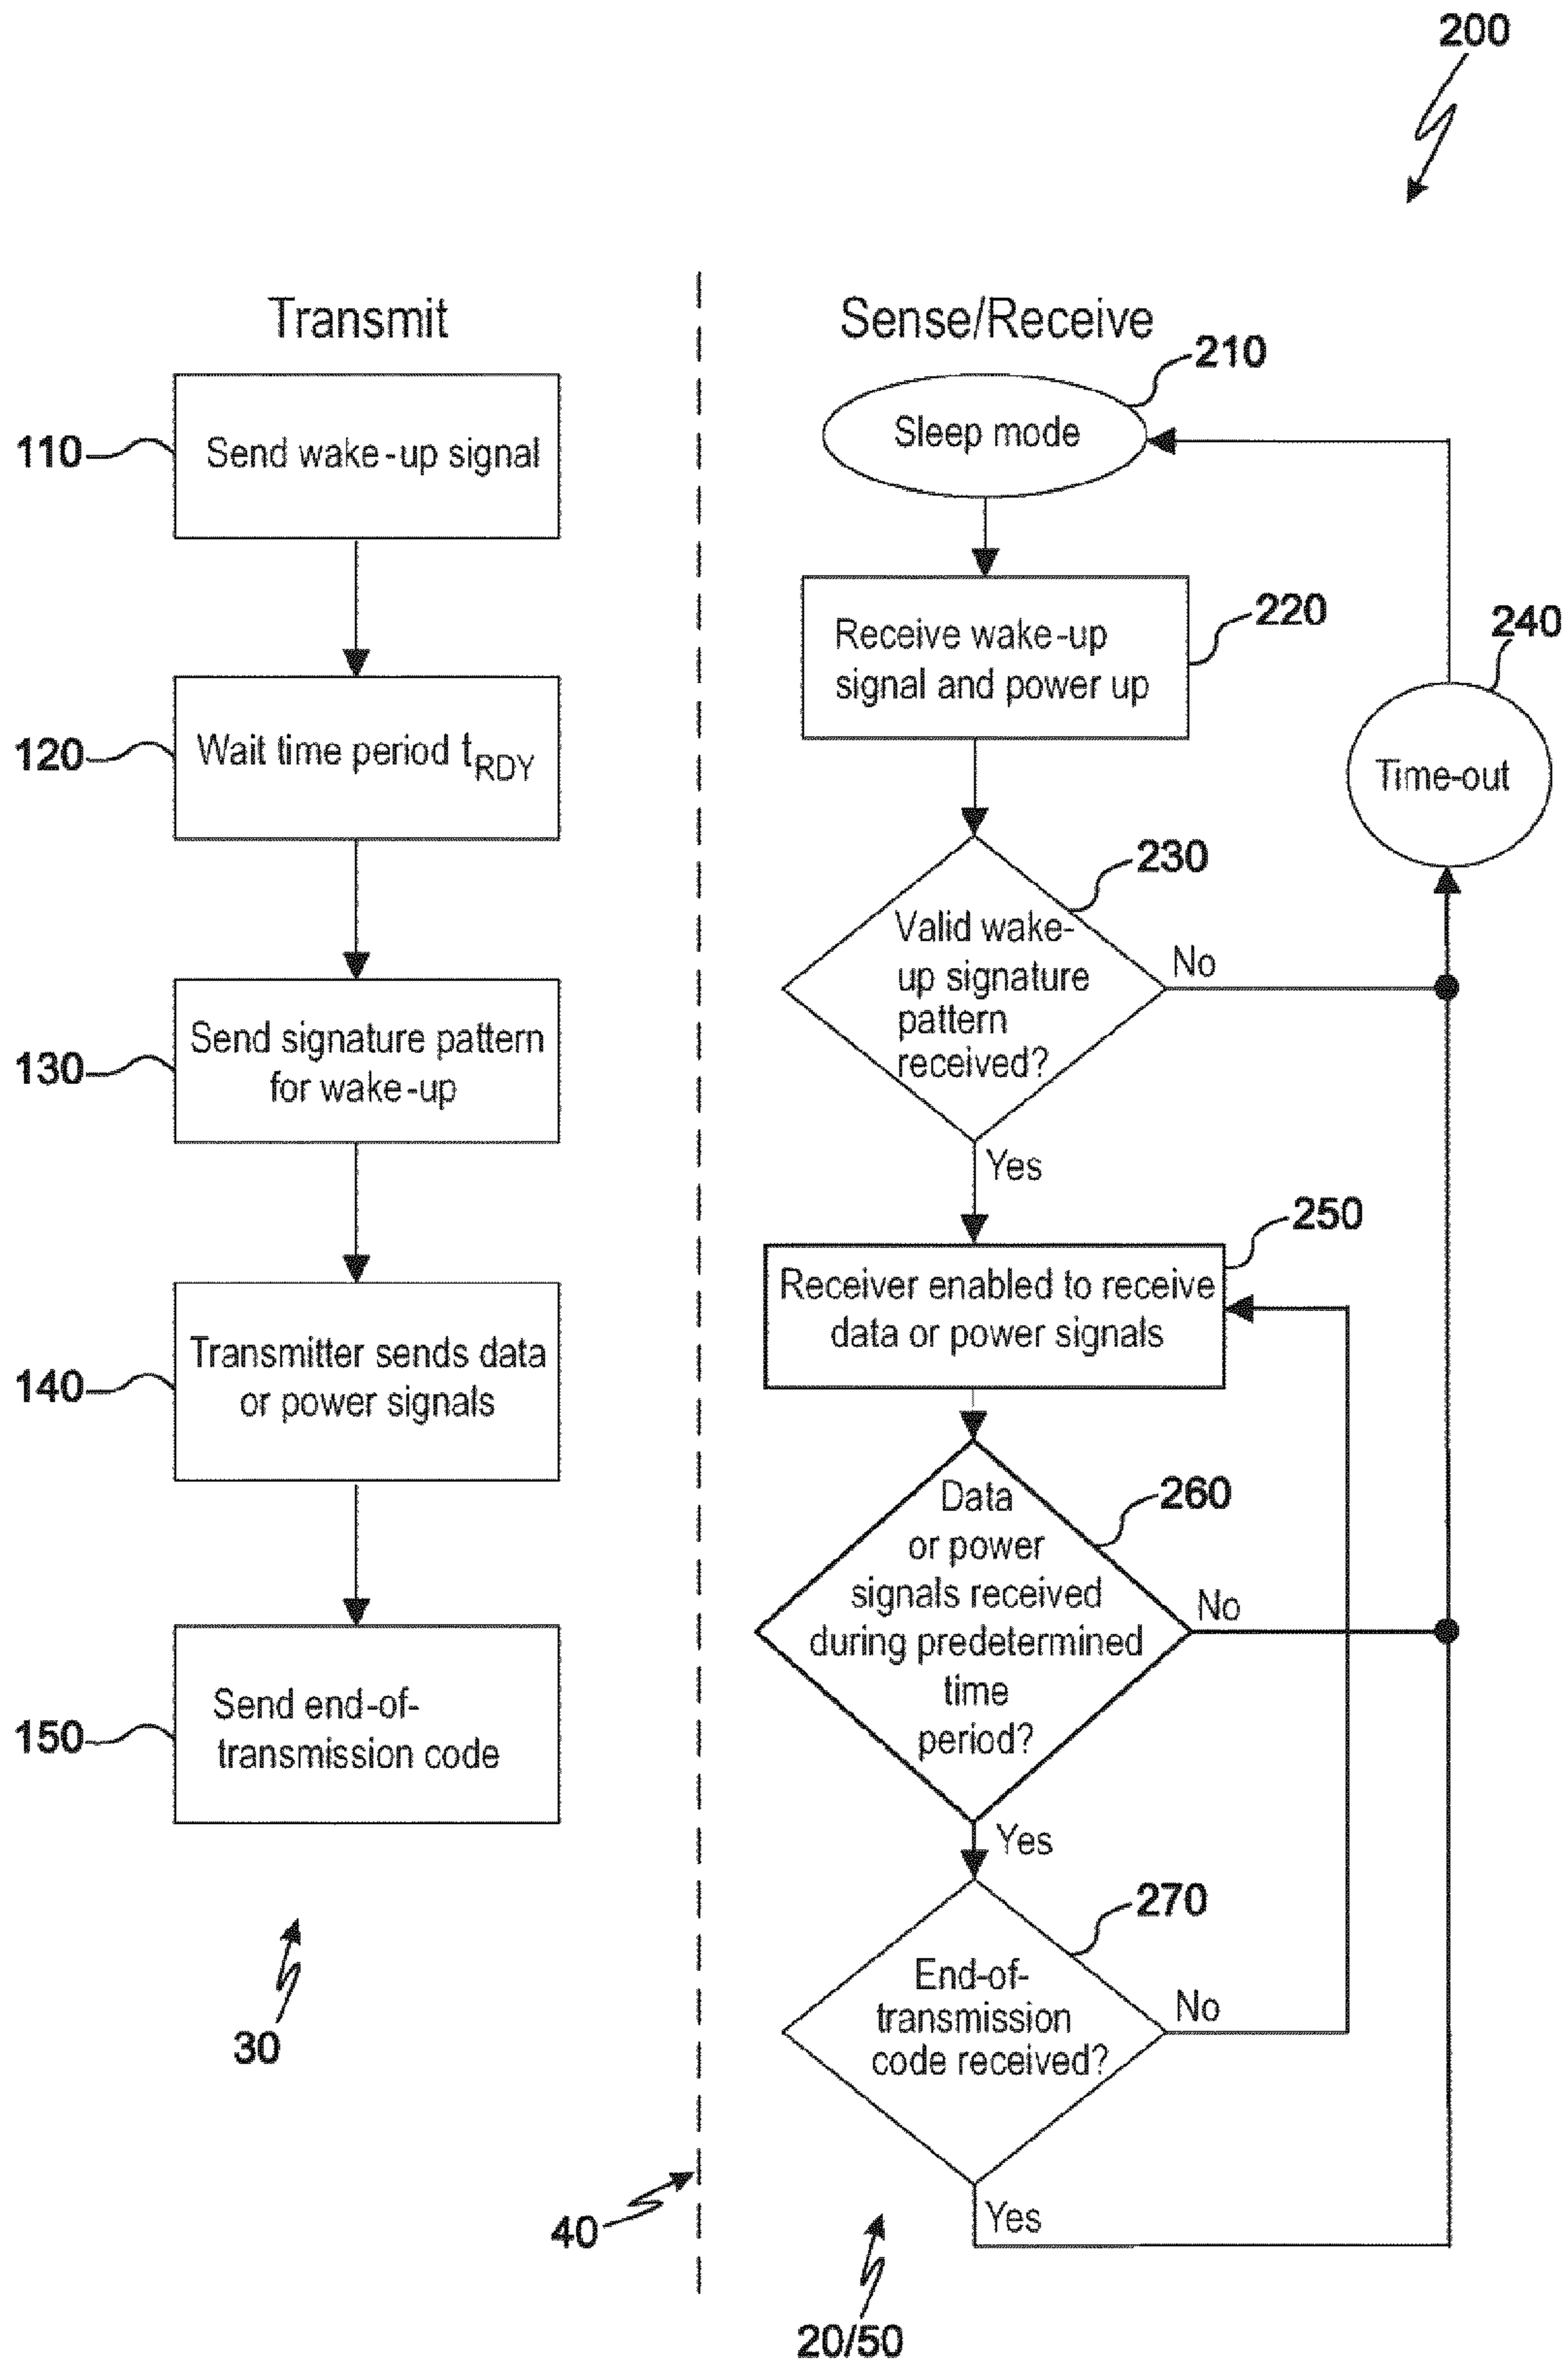 200
Transmit
110
Send wake-up signal
120
Wait time period tRDY
130
Send signature pattern
for wake-up
140
Transmitter sends data
or power signals
150
Send end-of-
transmission code
30
40
Sense/Receive
210
Sleep mode
220
Receive wake-up
signal and power up
240
Time-out
230
Valid wake-
up signature
pattern
received?
No
Yes
250
Receiver enabled to receive
data or power signals
260
Data
or power
signals received
during predetermined
time
period?
No
Yes
270
End-of-
transmission
code received?
No
Yes
20/50